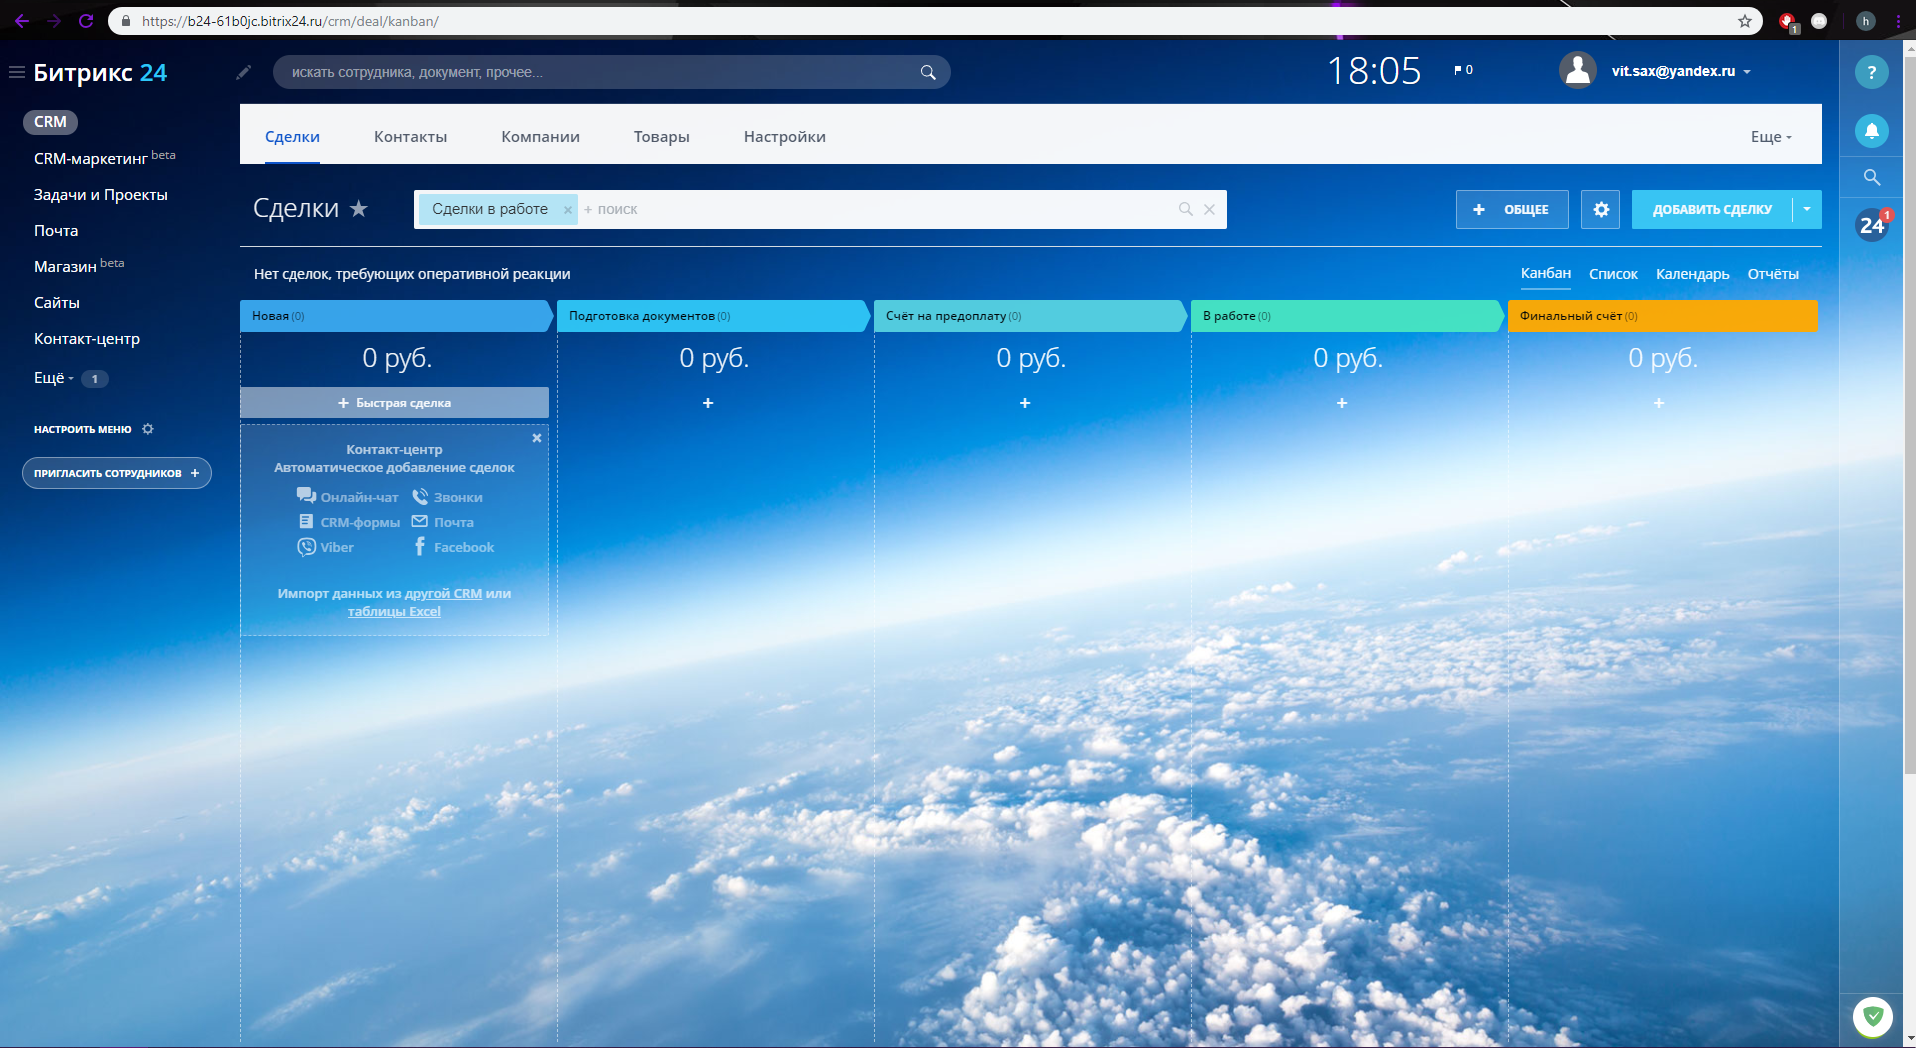 https://b24-61b0jc.bitrix24.ru/crm/deal/kanban/
1
h
Битрикс 24
искать сотрудника, документ, прочее...
18:05
0
vit.sax@yandex.ru
?
CRM
CRM-маркетинг beta
Задачи и Проекты
Почта
Магазин beta
Сайты
Контакт-центр
Ещё
1
НАСТРОИТЬ МЕНЮ
ПРИГЛАСИТЬ СОТРУДНИКОВ +
Сделки
Контакты
Компании
Товары
Настройки
Еще
24
1
Сделки
Сделки в работе ×
+ поиск
+ ОБЩЕЕ
ДОБАВИТЬ СДЕЛКУ
Нет сделок, требующих оперативной реакции
Канбан
Список
Календарь
Отчёты
Новая (0)
Подготовка документов (0)
Счёт на предоплату (0)
В работе (0)
Финальный счёт (0)
0 руб.
0 руб.
0 руб.
0 руб.
0 руб.
+ Быстрая сделка
+
+
+
+
Контакт-центр
Автоматическое добавление сделок
Онлайн-чат
Звонки
CRM-формы
Почта
Viber
Facebook
Импорт данных из другой CRM или
таблицы Excel